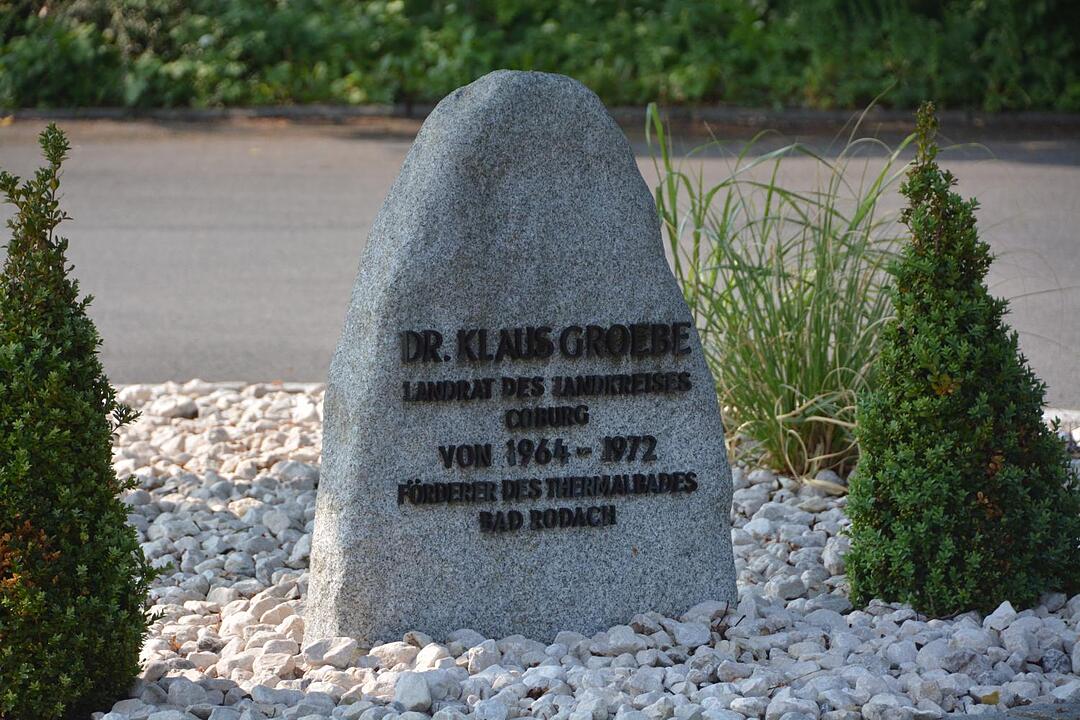 DR. KLAUS GROEBE
LANDRAT DES LANDKREISES
COBURG
VON 1964 - 1972
FÖRDERER DES THERMALBADES
BAD RODACH